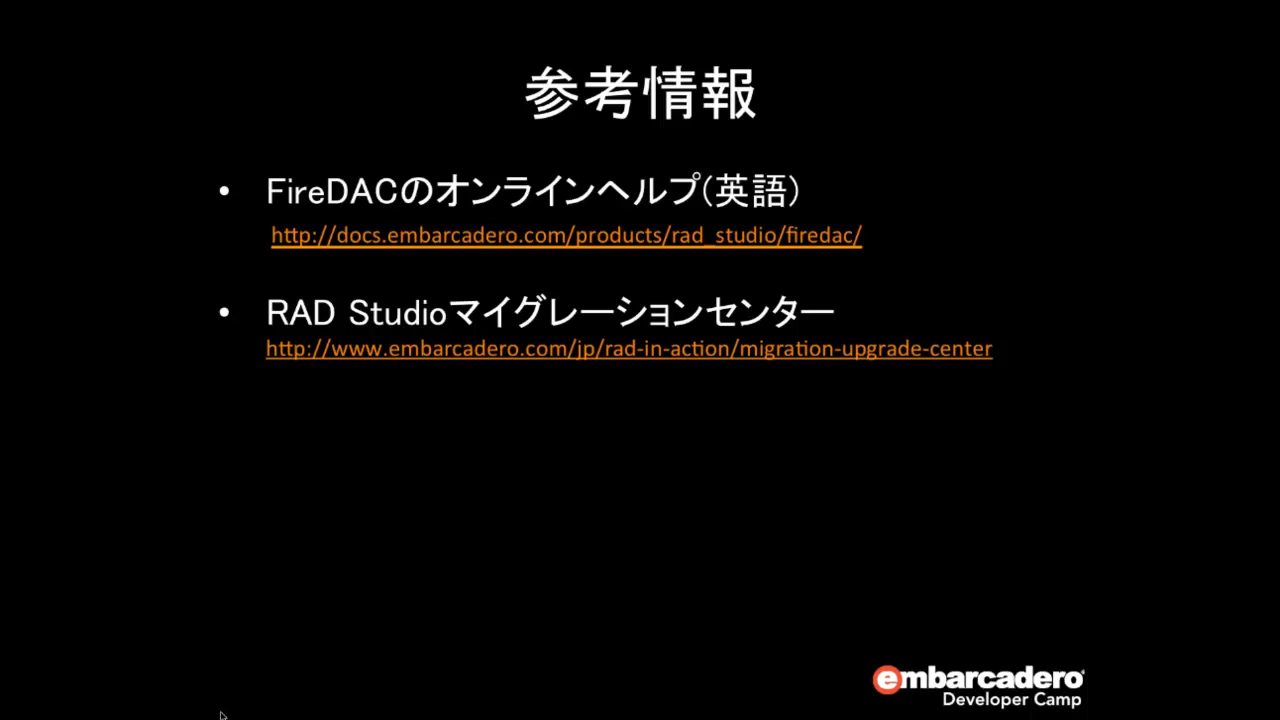 参考情報
• FireDACのオンラインヘルプ(英語)
http://docs.embarcadero.com/products/rad_studio/firedac/
• RAD Studioマイグレーションセンター
http://www.embarcadero.com/jp/rad-in-action/migration-upgrade-center
embarcadero
Developer Camp